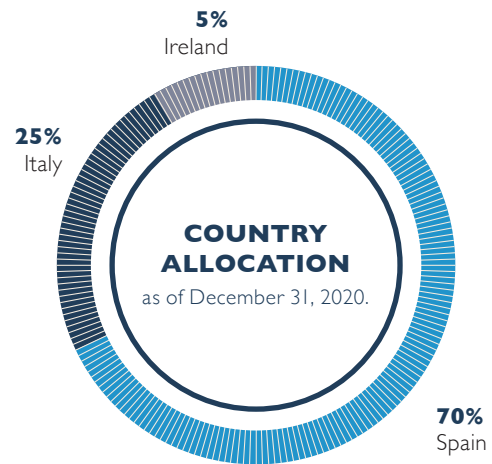 5%
Ireland
25%
Italy
COUNTRY
ALLOCATION
as of December 31, 2020.
70%
Spain